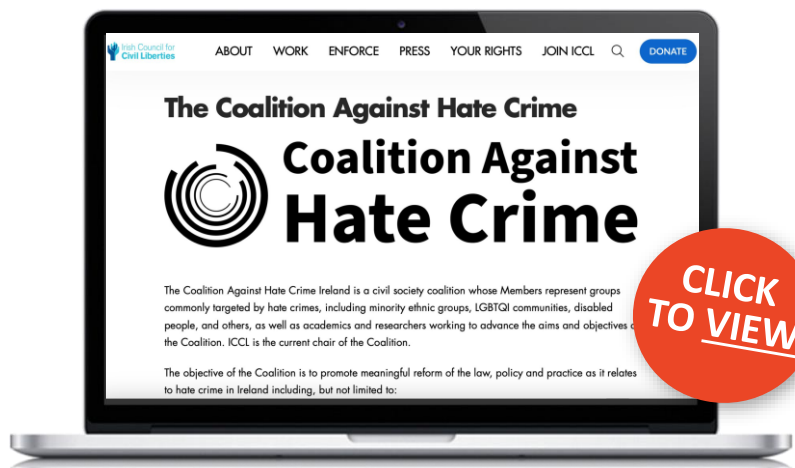 Irish Council for
Civil Liberties
ABOUT WORK ENFORCE PRESS YOUR RIGHTS JOIN ICCL DONATE
The Coalition Against Hate Crime
Coalition Against
Hate Crime
The Coalition Against Hate Crime Ireland is a civil society coalition whose Members represent groups
commonly targeted by hate crimes, including minority ethnic groups, LGBTQI communities, disabled
people, and others, as well as academics and researchers working to advance the aims and objectives
the Coalition. ICCL is the current chair of the Coalition.
The objective of the Coalition is to promote meaningful reform of the law, policy and practice as it relates
to hate crime in Ireland including, but not limited to:
CLICK
TO VIEW